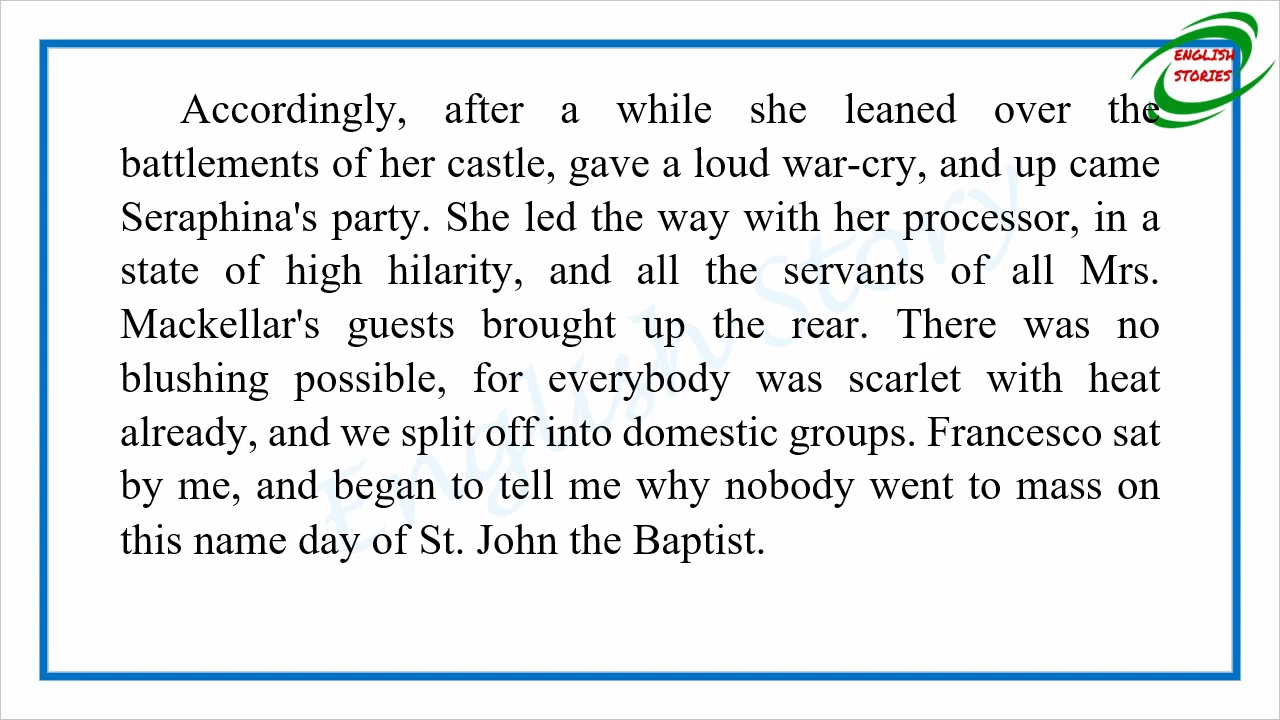 ENGLISH
STORIES
Accordingly, after a while she leaned over the
battlements of her castle, gave a loud war-cry, and up came
Seraphina's party. She led the way with her processor, in a
state of high hilarity, and all the servants of all Mrs.
Mackellar's guests brought up the rear. There was no
blushing possible, for everybody was scarlet with heat
already, and we split off into domestic groups. Francesco sat
by me, and began to tell me why nobody went to mass on
this name day of St. John the Baptist.
English Story